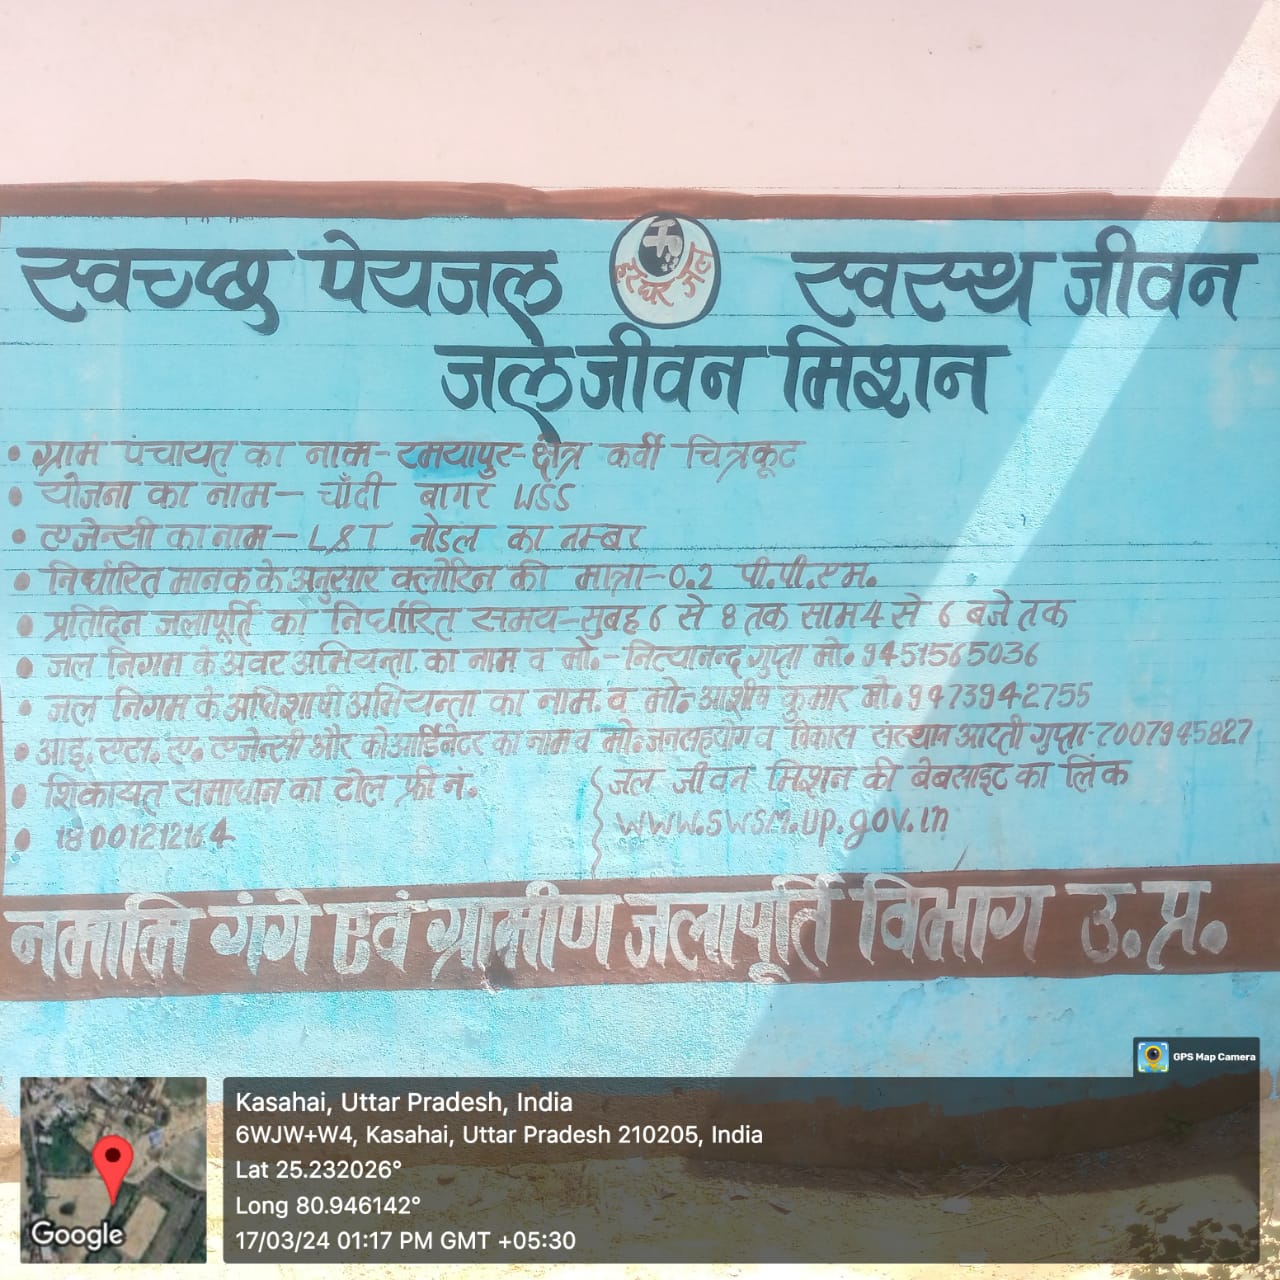 स्वच्छ पेयजल हर घर जल स्वस्थ जीवन
जल जीवन मिशन
• ग्राम पंचायत का नाम - रमयापुर - क्षेत्र कर्वी चित्रकूट
• योजना का नाम - चाँदी बागर WSS
• एजेन्सी का नाम - L&T नोडल का नम्बर
• निर्धारित मानक के अनुसार क्लोरिन की मात्रा - 0.2 पी.पी.एम.
• प्रतिदिन जलापूर्ति का निर्धारित समय - सुबह 6 से 8 तक साम 4 से 6 बजे तक
• जल निगम के अवर अभियन्ता का नाम व मो. - नित्यानन्द गुप्ता मो. 9451565036
• जल निगम के अधिशाषी अभियन्ता का नाम व मो - आशीष कुमार मो. 9473942755
• आई. एस. ए. एजेन्सी और कोआर्डिनेटर का नाम व मो. जनसहयोग व विकास संस्थान आरती गुप्ता - 7007945827
• शिकायत समाधान का टोल फ्री नं.
• 18001212164
जल जीवन मिशन की बेबसाइट का लिंक
www.swsm.up.gov.in
नमामि गंगे एवं ग्रामीण जलापूर्ति विभाग उ.प्र.
GPS Map Camera
Kasahai, Uttar Pradesh, India
6WJW+W4, Kasahai, Uttar Pradesh 210205, India
Lat 25.232026°
Long 80.946142°
17/03/24 01:17 PM GMT +05:30
Google